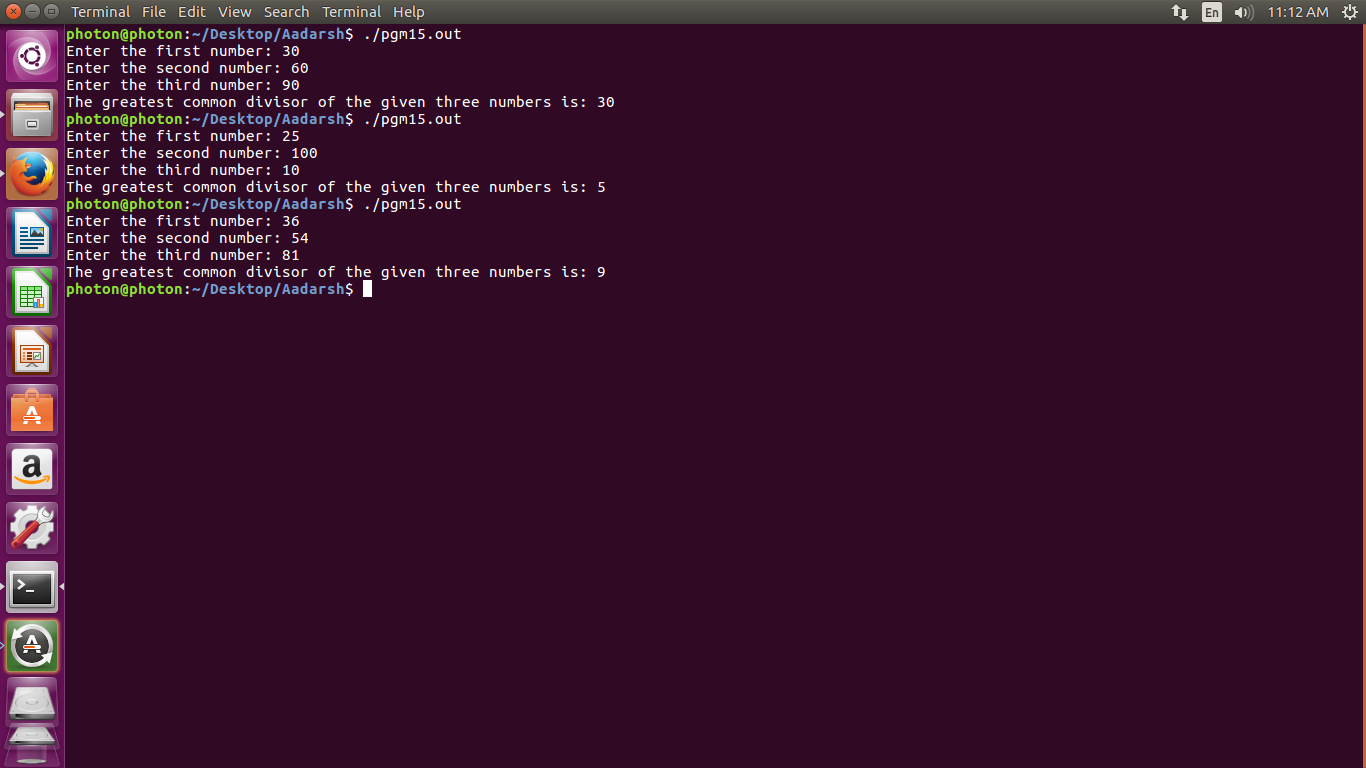 Terminal File Edit View Search Terminal Help En 11:12 AM
photon@photon:~/Desktop/Aadarsh$ ./pgm15.out
Enter the first number: 30
Enter the second number: 60
Enter the third number: 90
The greatest common divisor of the given three numbers is: 30
photon@photon:~/Desktop/Aadarsh$ ./pgm15.out
Enter the first number: 25
Enter the second number: 100
Enter the third number: 10
The greatest common divisor of the given three numbers is: 5
photon@photon:~/Desktop/Aadarsh$ ./pgm15.out
Enter the first number: 36
Enter the second number: 54
Enter the third number: 81
The greatest common divisor of the given three numbers is: 9
photon@photon:~/Desktop/Aadarsh$